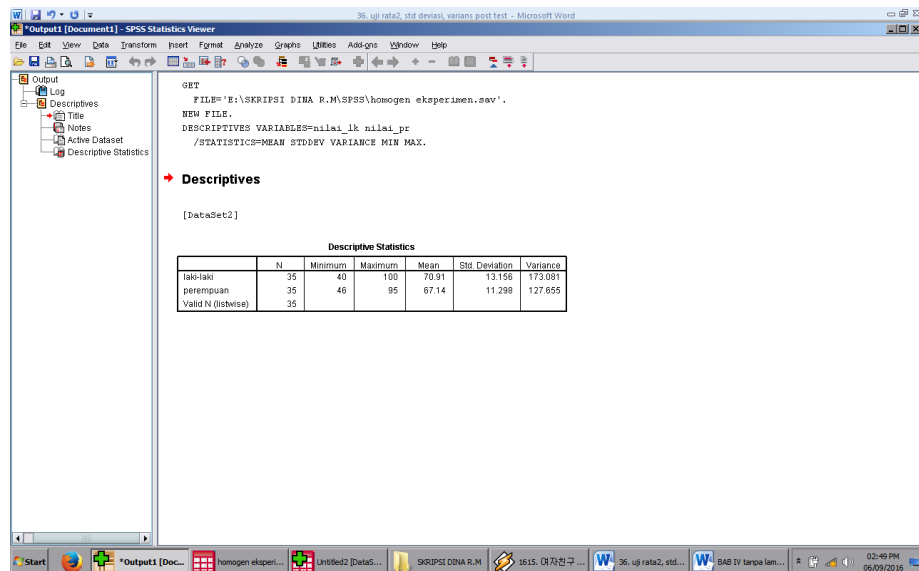 36. uji rata2, std deviasi, varians post test - Microsoft Word
*Output1 [Document1] - SPSS Statistics Viewer
File Edit View Data Transform Insert Format Analyze Graphs Utilities Add-ons Window Help
Output
Log
Descriptives
Title
Notes
Active Dataset
Descriptive Statistics
GET
FILE='E:\SKRIPSI DINA R.M\SPSS\homogen eksperimen.sav'.
NEW FILE.
DESCRIPTIVES VARIABLES=nilai_lk nilai_pr
/STATISTICS=MEAN STDDEV VARIANCE MIN MAX.
Descriptives
[DataSet2]
Descriptive Statistics
N Minimum Maximum Mean Std. Deviation Variance
laki-laki 35 40 100 70.91 13.156 173.081
perempuan 35 46 95 67.14 11.298 127.655
Valid N (listwise) 35
Start *Output1 [Doc... homogen eksperi... Untitled2 [DataS... SKRIPSI DINA R.M 1615. 여자친구 ... 36. uji rata2, std... BAB IV tanpa lam... 02:49 PM
06/09/2016